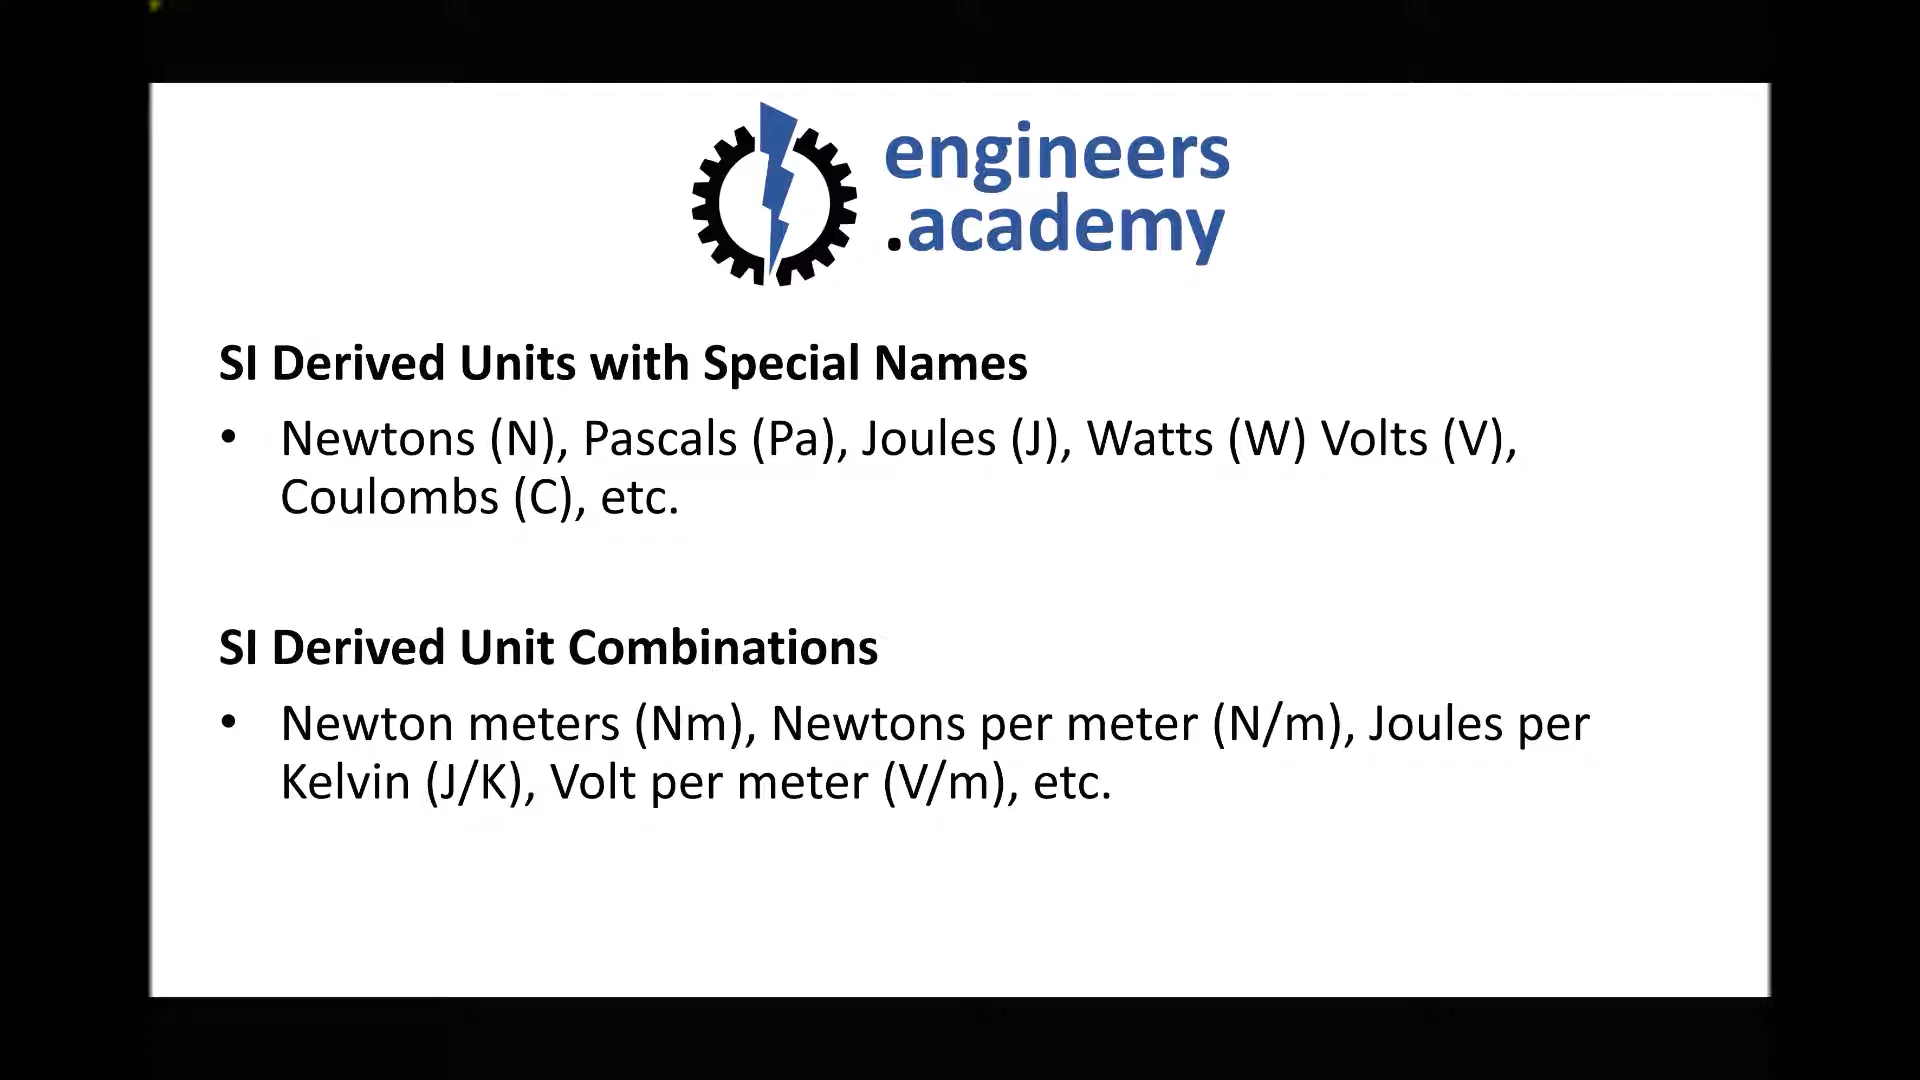 engineers
.academy
SI Derived Units with Special Names
• Newtons (N), Pascals (Pa), Joules (J), Watts (W) Volts (V),
Coulombs (C), etc.
SI Derived Unit Combinations
• Newton meters (Nm), Newtons per meter (N/m), Joules per
Kelvin (J/K), Volt per meter (V/m), etc.